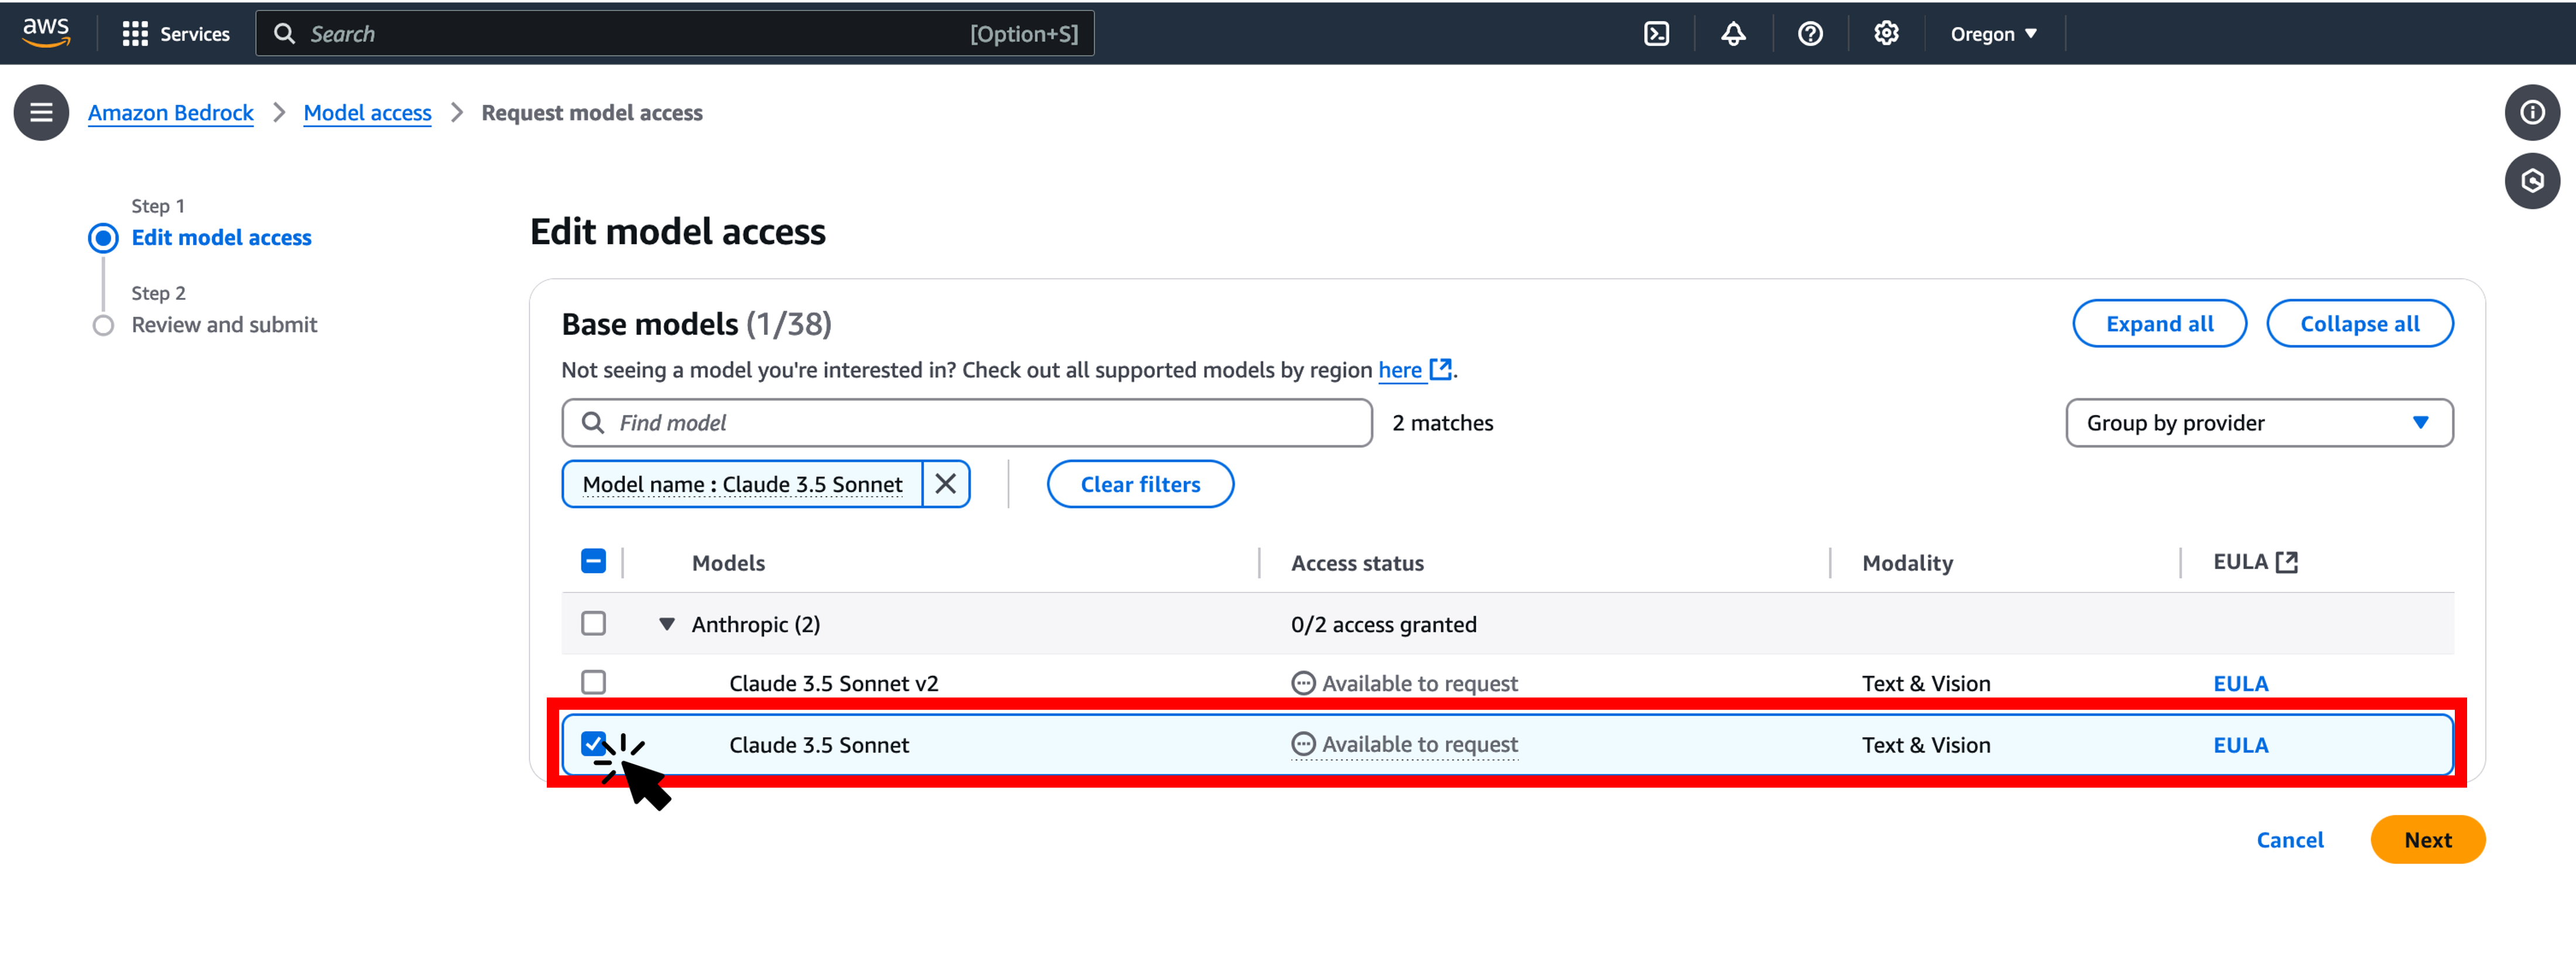 aws Services Search [Option+S] Oregon
Amazon Bedrock > Model access > Request model access
Step 1
Edit model access
Step 2
Review and submit
Edit model access
Base models (1/38)
Expand all Collapse all
Not seeing a model you're interested in? Check out all supported models by region here.
Find model 2 matches Group by provider
Model name : Claude 3.5 Sonnet Clear filters
Models Access status Modality EULA
Anthropic (2) 0/2 access granted
Claude 3.5 Sonnet v2 Available to request Text & Vision EULA
Claude 3.5 Sonnet Available to request Text & Vision EULA
Cancel Next